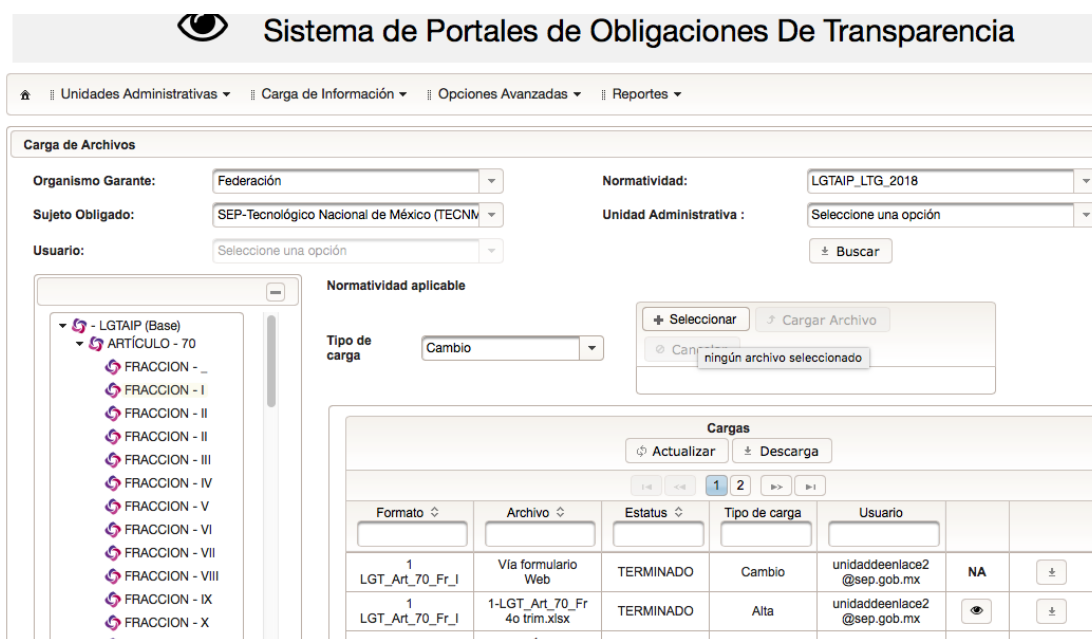 Sistema de Portales de Obligaciones De Transparencia
Unidades Administrativas Carga de Información Opciones Avanzadas Reportes
Carga de Archivos
Organismo Garante: Federación Normatividad: LGTAIP_LTG_2018
Sujeto Obligado: SEP-Tecnológico Nacional de México (TECNM Unidad Administrativa : Seleccione una opción
Usuario: Seleccione una opción Buscar
Normatividad aplicable
- LGTAIP (Base)
ARTÍCULO - 70
FRACCION - _
FRACCION - I
FRACCION - II
FRACCION - II
FRACCION - III
FRACCION - IV
FRACCION - V
FRACCION - VI
FRACCION - VII
FRACCION - VIII
FRACCION - IX
FRACCION - X
Tipo de
carga
Cambio
Seleccionar Cargar Archivo
ningún archivo seleccionado
Cargas
Actualizar Descarga
1 2
Formato Archivo Estatus Tipo de carga Usuario
1
LGT_Art_70_Fr_I
Vía formulario
Web
TERMINADO
Cambio
unidaddeenlace2
@sep.gob.mx
NA
1
LGT_Art_70_Fr_I
1-LGT_Art_70_Fr
4o trim.xlsx
TERMINADO
Alta
unidaddeenlace2
@sep.gob.mx